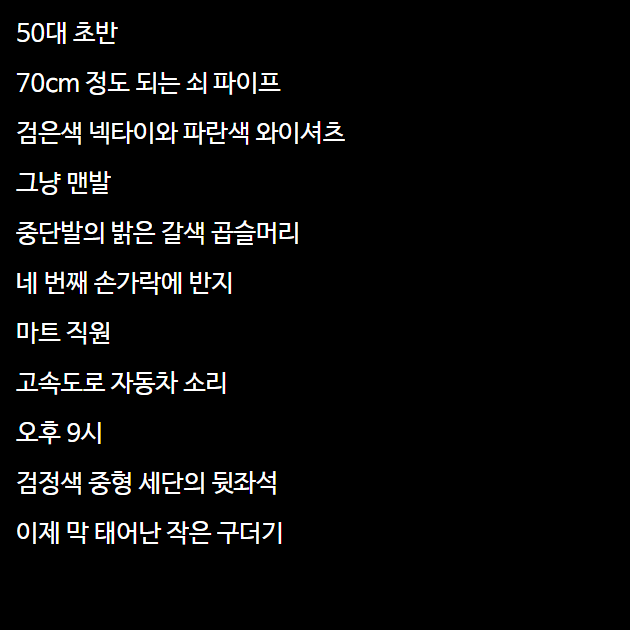 50대 초반
70cm 정도 되는 쇠 파이프
검은색 넥타이와 파란색 와이셔츠
그냥 맨발
중단발의 밝은 갈색 곱슬머리
네 번째 손가락에 반지
마트 직원
고속도로 자동차 소리
오후 9시
검정색 중형 세단의 뒷좌석
이제 막 태어난 작은 구더기